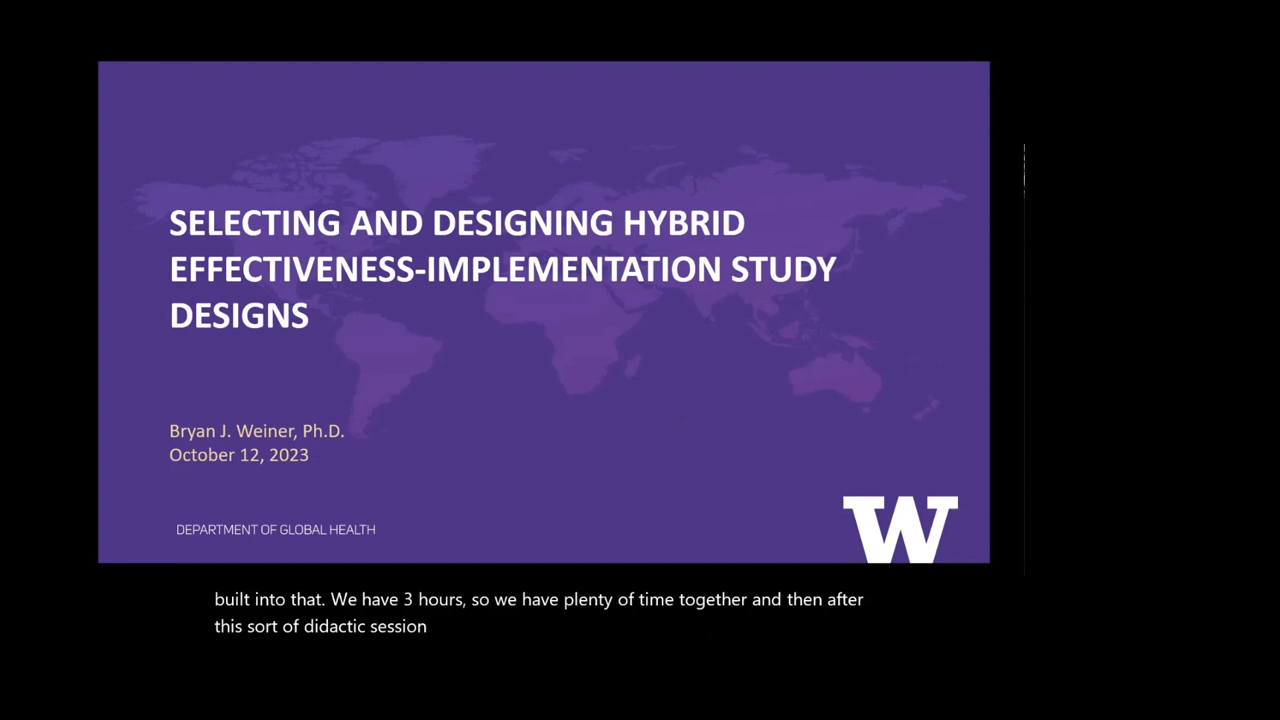 SELECTING AND DESIGNING HYBRID
EFFECTIVENESS-IMPLEMENTATION STUDY
DESIGNS
Bryan J. Weiner, Ph.D.
October 12, 2023
DEPARTMENT OF GLOBAL HEALTH
W
built into that. We have 3 hours, so we have plenty of time together and then after
this sort of didactic session